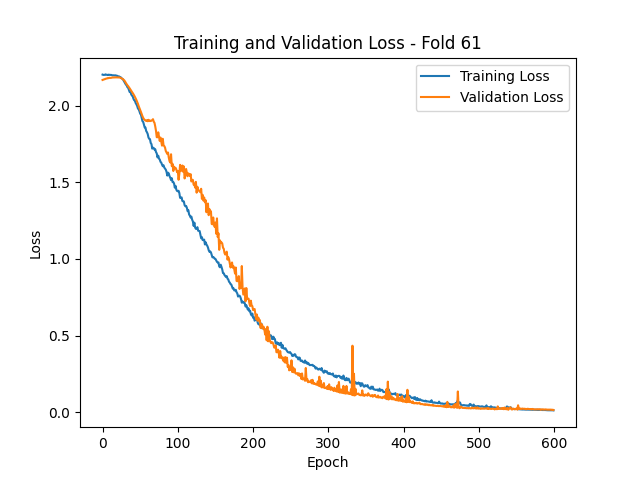 Training and Validation Loss - Fold 61
Training Loss
Validation Loss
Loss
2.0
1.5
1.0
0.5
0.0
0 100 200 300 400 500 600
Epoch